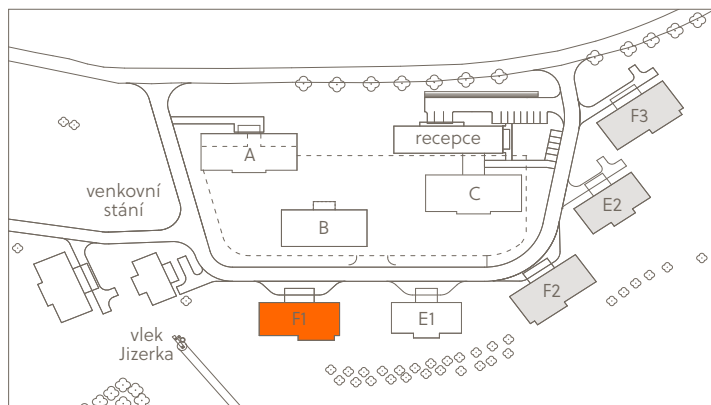 F3
recepce
A
C
venkovní
stání
E2
B
F2
F1
E1
vlek
Jizerka